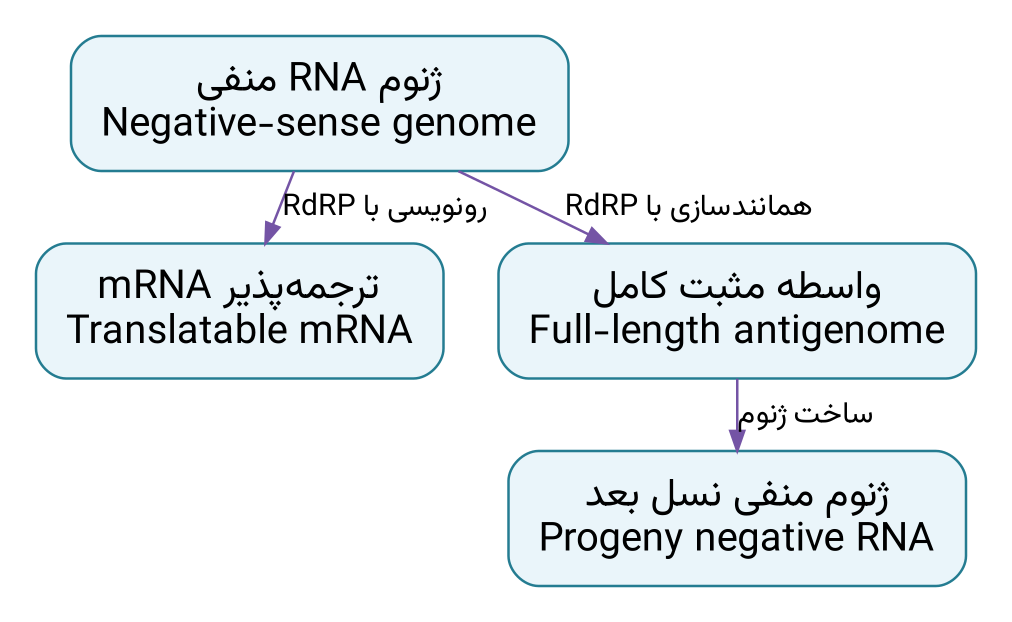 ژنوم RNA منفی
Negative-sense genome
رونویسی با RdRP
همانندسازی با RdRP
mRNA ترجمه‌پذیر
Translatable mRNA
واسطه مثبت کامل
Full-length antigenome
ساخت ژنوم
ژنوم منفی نسل بعد
Progeny negative RNA